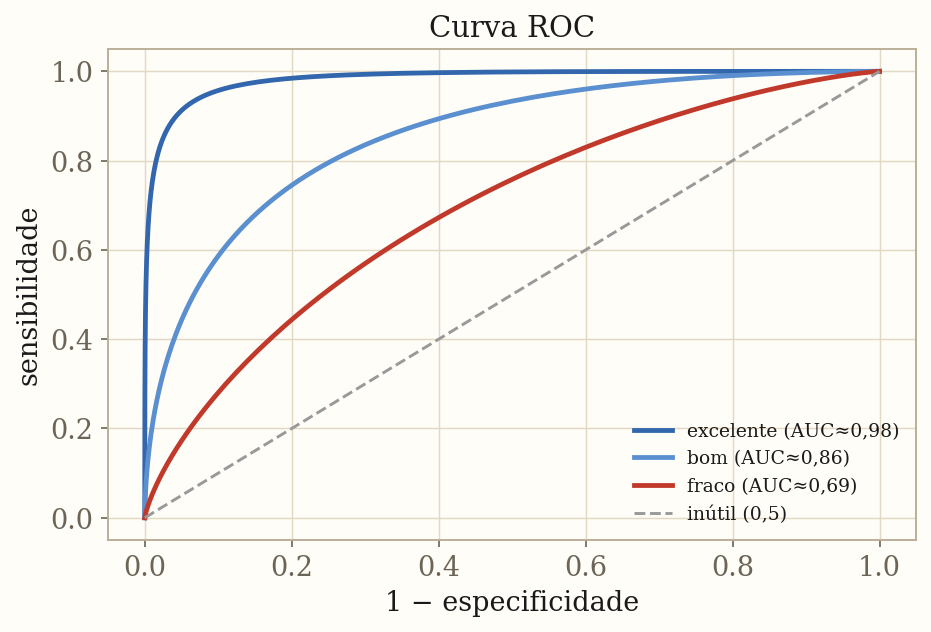 Curva ROC
sensibilidade
1.0
0.8
0.6
0.4
0.2
0.0
excelente (AUC≈0,98)
bom (AUC≈0,86)
fraco (AUC≈0,69)
inútil (0,5)
0.0 0.2 0.4 0.6 0.8 1.0
1 − especificidade